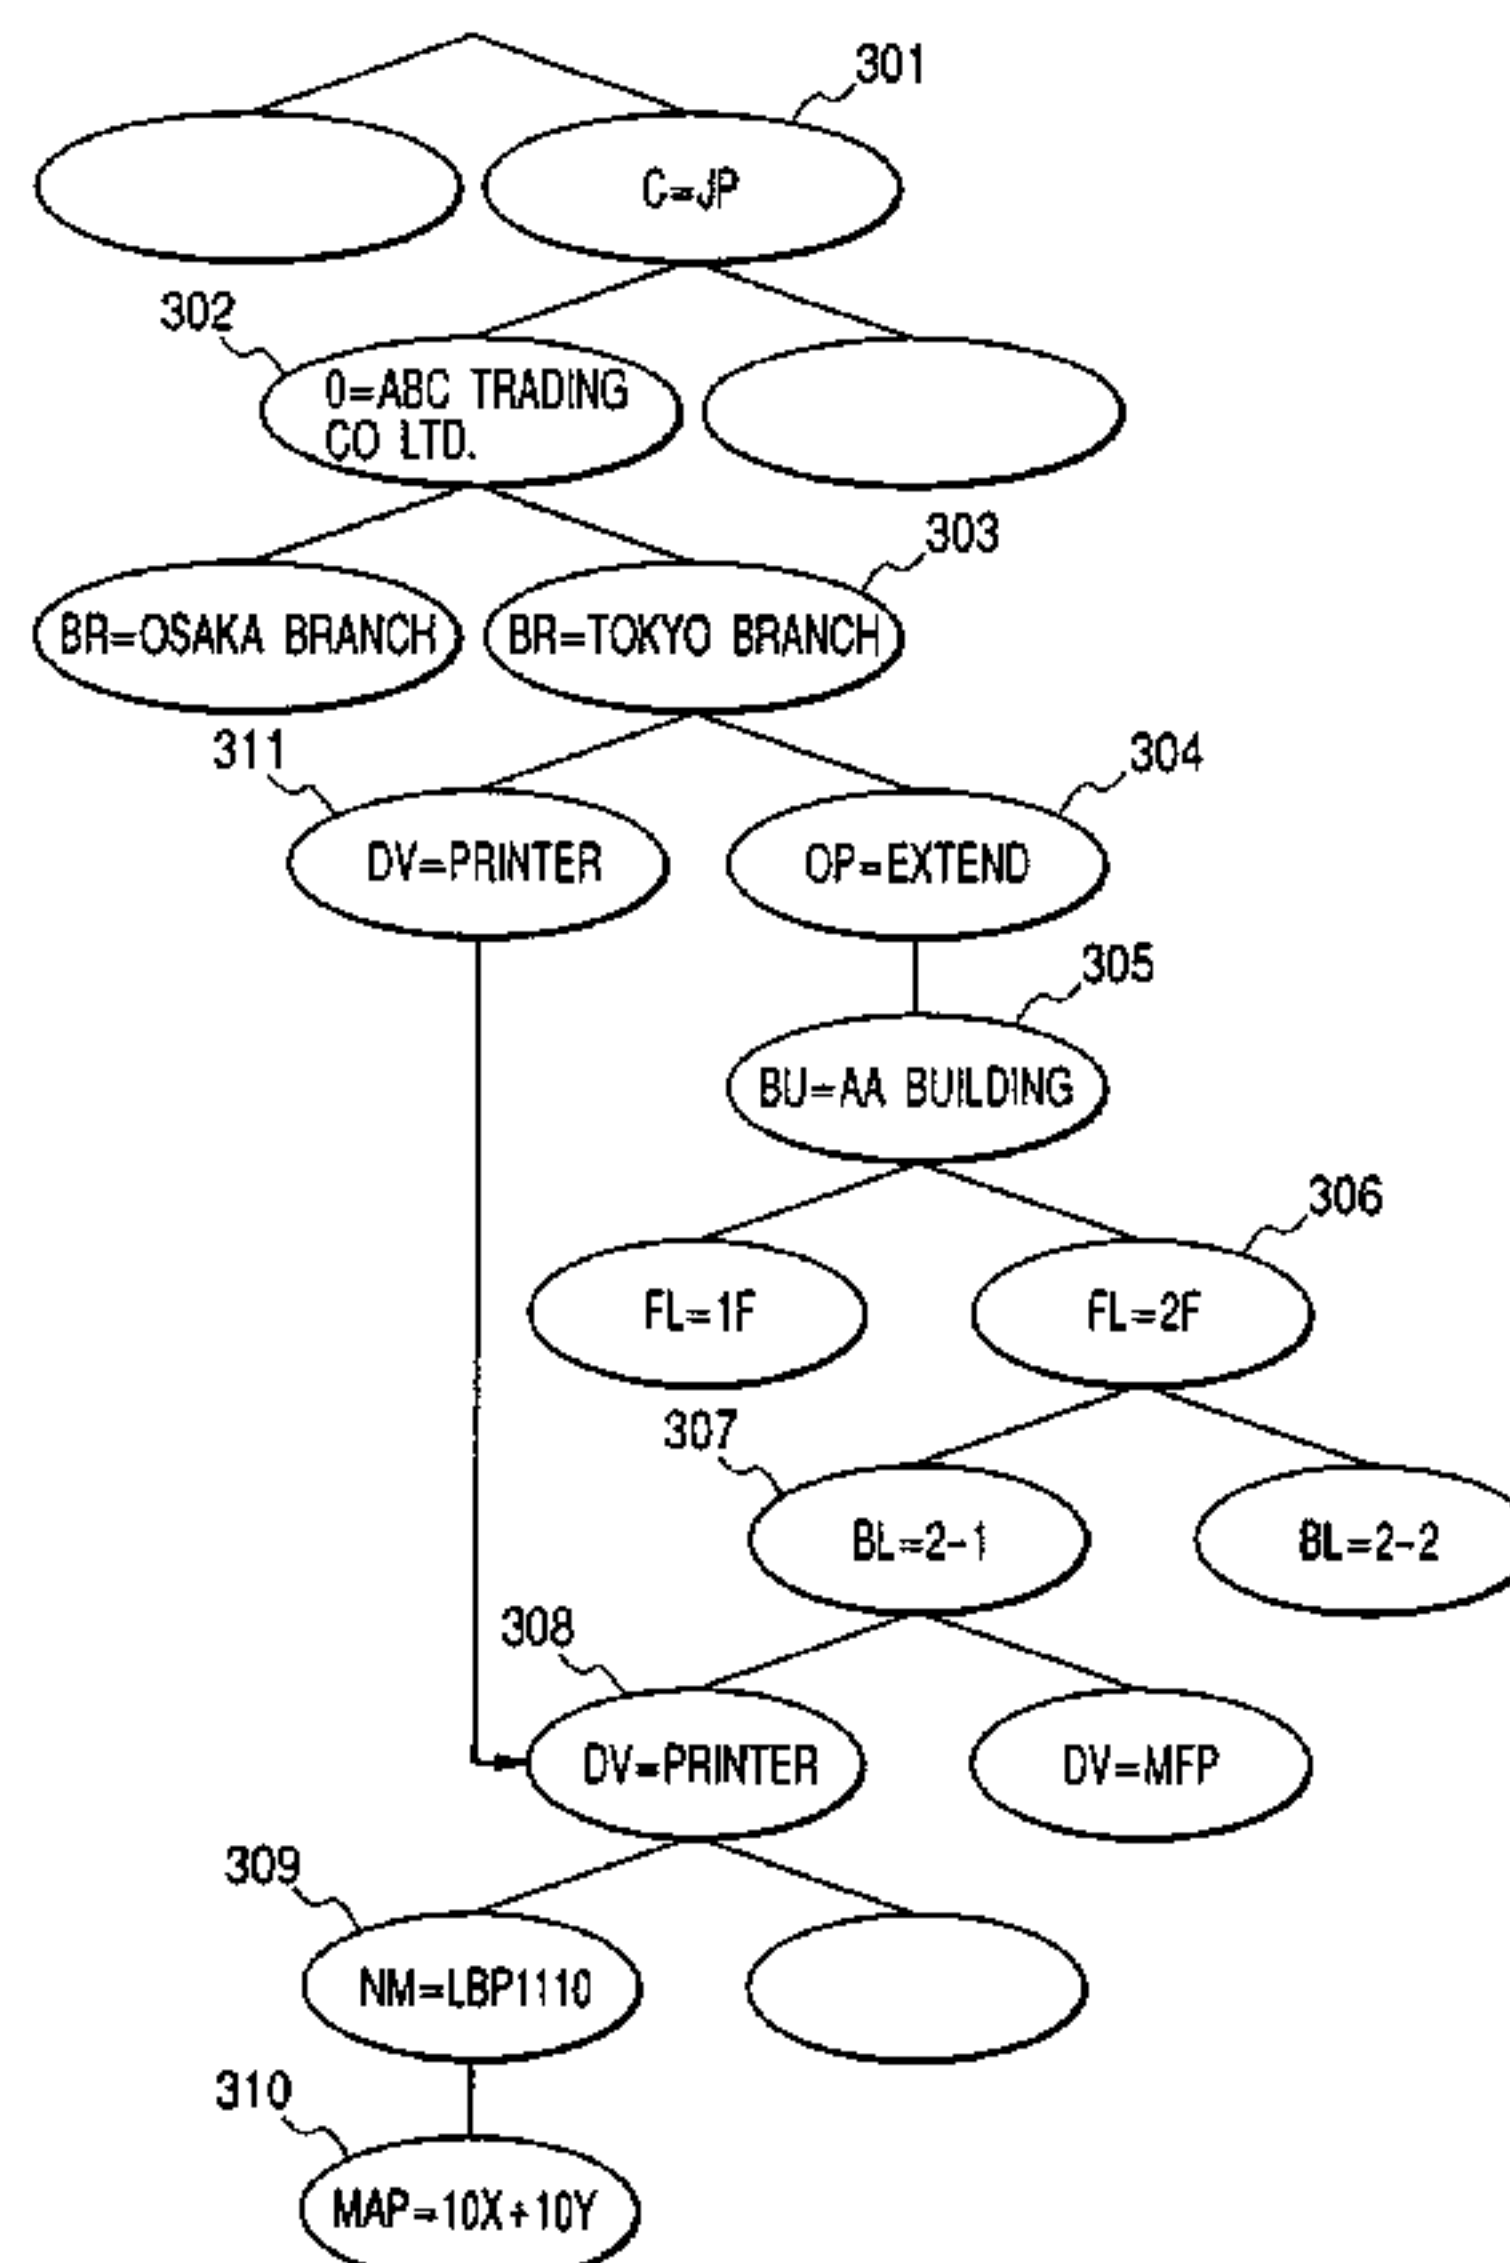 301
C=JP
302
0=ABC TRADING
CO LTD.
303
BR=OSAKA BRANCH
BR=TOKYO BRANCH
311
304
DV=PRINTER
OP=EXTEND
305
BU=AA BUILDING
306
FL=1F
FL=2F
307
BL=2-1
BL=2-2
308
DV=PRINTER
DV=MFP
309
NM=LBP1110
310
MAP=10X+10Y